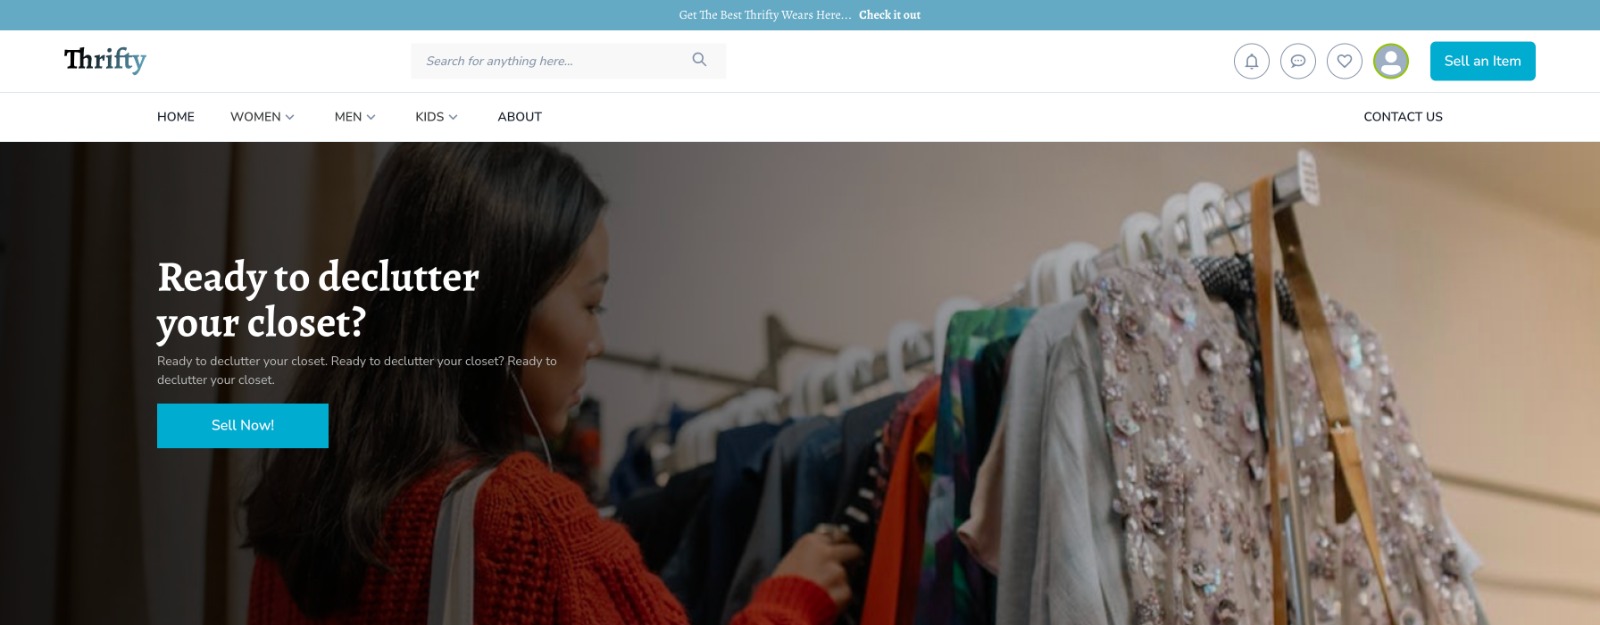 Get The Best Thrifty Wears Here... Check it out
Thrifty
Search for anything here...
Sell an Item
HOME
WOMEN
MEN
KIDS
ABOUT
CONTACT US
Ready to declutter
your closet?
Ready to declutter your closet. Ready to declutter your closet? Ready to
declutter your closet.
Sell Now!